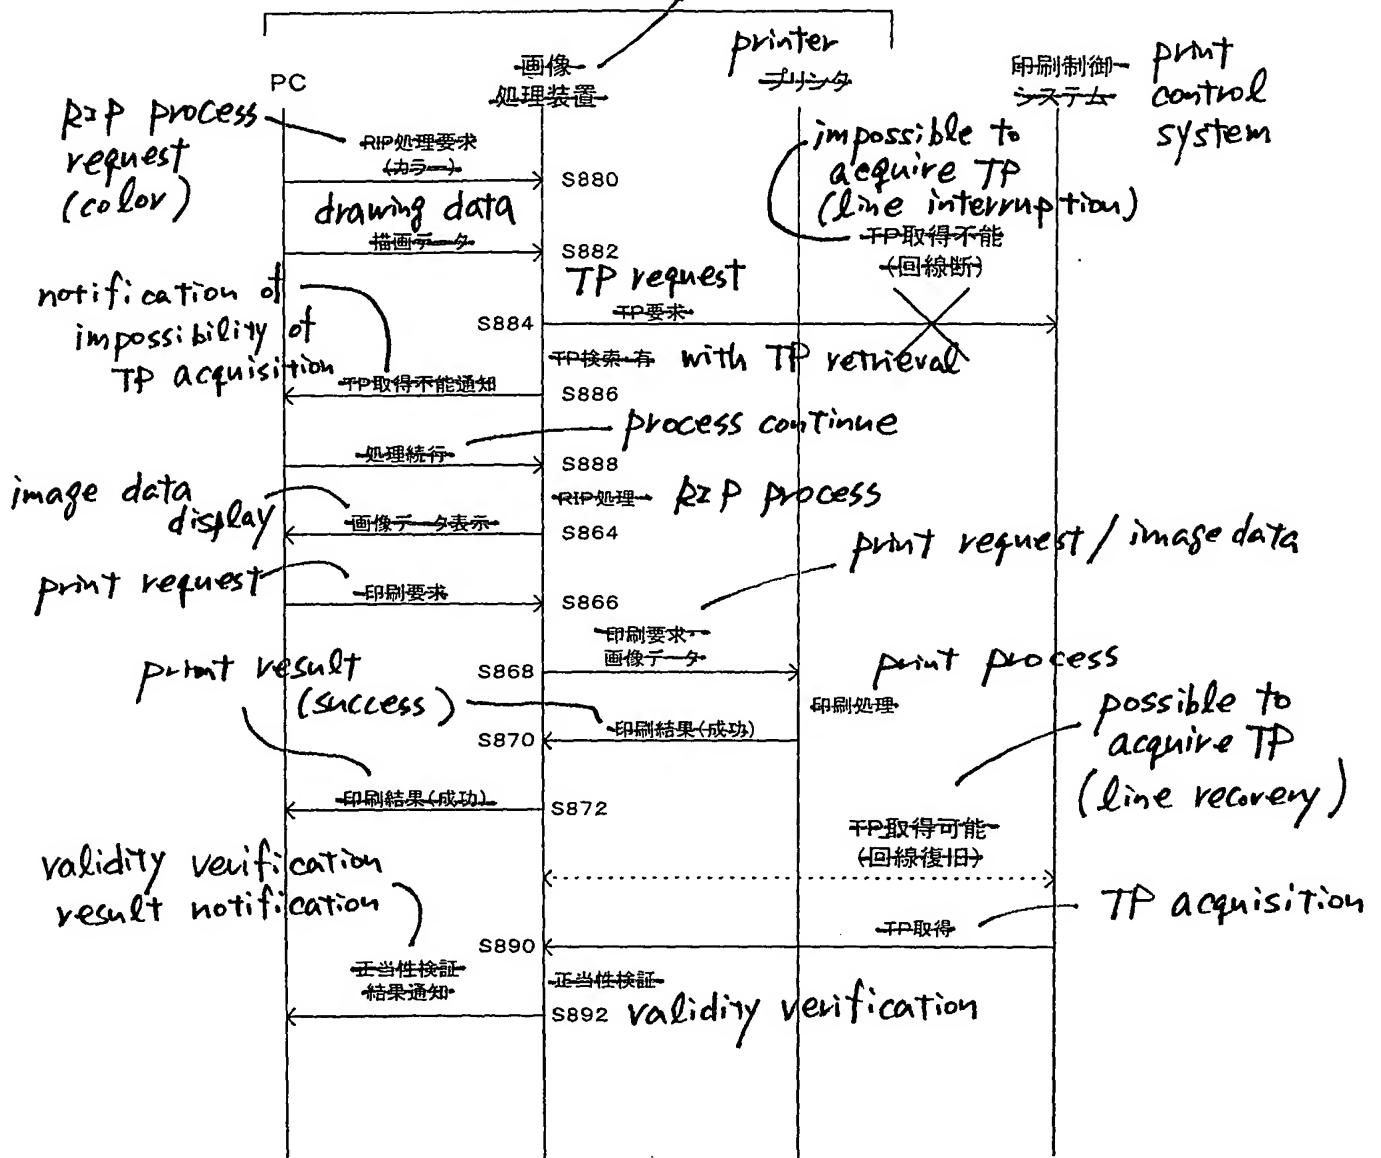 printer
print
control
system
PC
画像
処理装置
プリンタ
印刷制御
システム
RIP process
request
(color)
RIP処理要求
(カラー)
S880
impossible to
acquire TP
(line interruption)
drawing data
描画データ
S882
TP取得不能
(回線断)
notification of
impossibility of
TP acquisition
TP request
S884
TP要求
TP検索・有
with TP retrieval
TP取得不能通知
S886
process continue
処理続行
S888
image data
display
RIP処理
RIP process
画像データ表示
S864
print request / image data
print request
印刷要求
S866
印刷要求・
画像データ
S868
print result
(success)
print process
印刷処理
印刷結果(成功)
S870
possible to
acquire TP
(line recovery)
印刷結果(成功)
S872
TP取得可能
(回線復旧)
validity verification
result notification
TP acquisition
TP取得
S890
正当性検証
結果通知
正当性検証
S892
validity verification